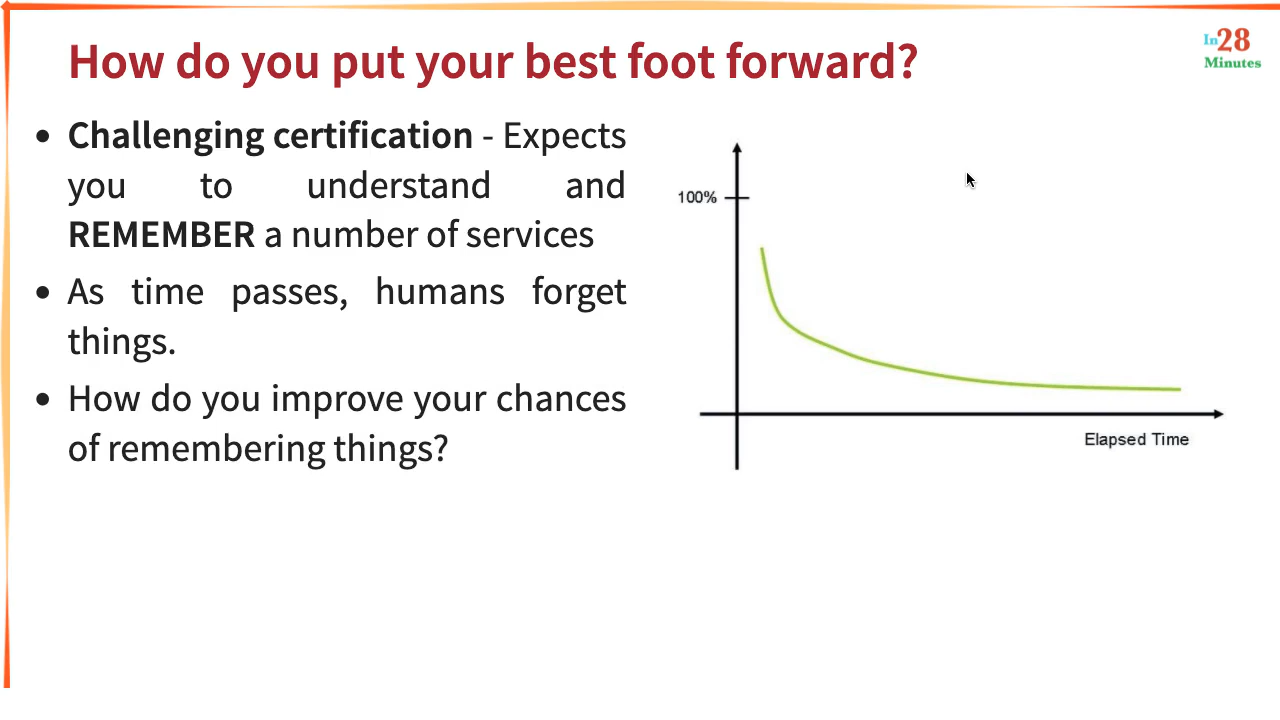 How do you put your best foot forward?
In28
Minutes
Challenging certification - Expects
you to understand and
REMEMBER a number of services
As time passes, humans forget
things.
How do you improve your chances
of remembering things?
100%
Elapsed Time